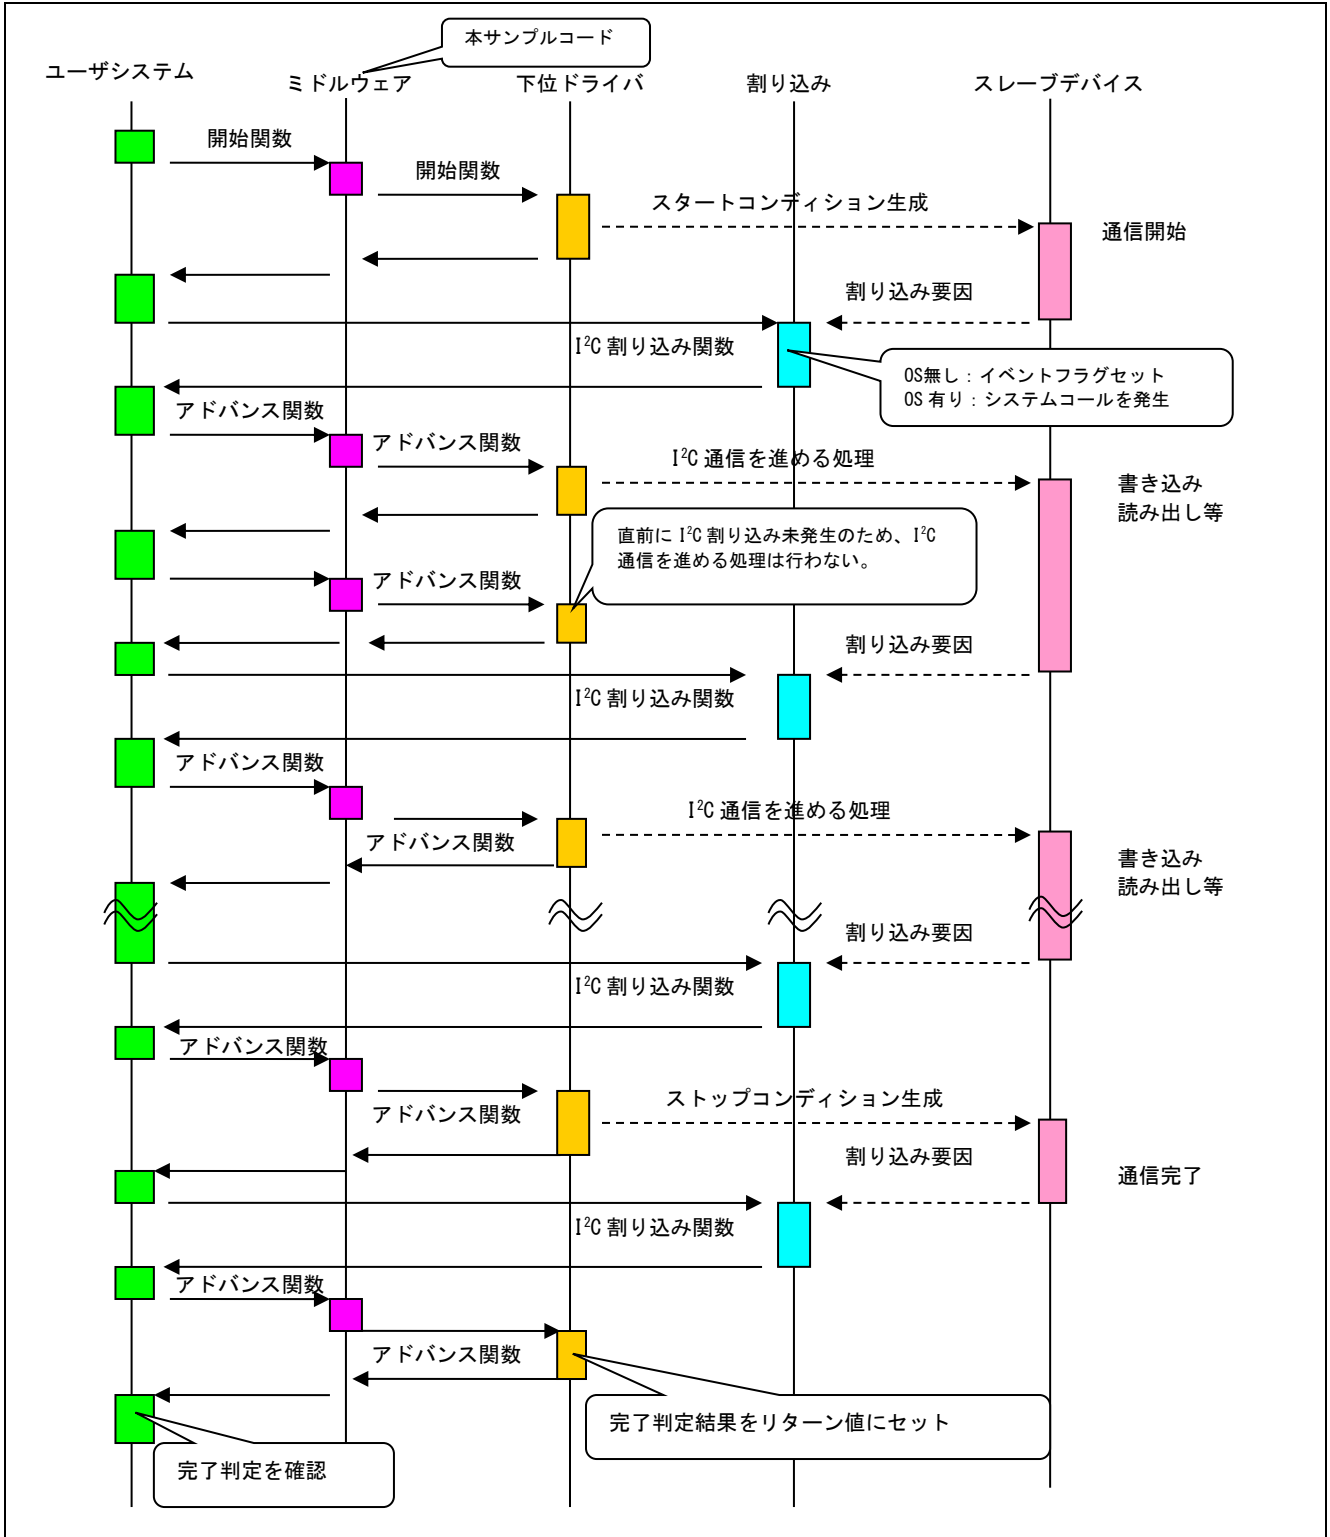 本サンプルコード
ユーザシステム
ミドルウェア
下位ドライバ
割り込み
スレーブデバイス
開始関数
開始関数
スタートコンディション生成
通信開始
割り込み要因
I²C 割り込み関数
OS無し：イベントフラグセット
OS 有り：システムコールを発生
アドバンス関数
アドバンス関数
I²C 通信を進める処理
書き込み
読み出し等
直前に I²C 割り込み未発生のため、I²C
通信を進める処理は行わない。
アドバンス関数
割り込み要因
I²C 割り込み関数
アドバンス関数
I²C 通信を進める処理
アドバンス関数
書き込み
読み出し等
割り込み要因
I²C 割り込み関数
アドバンス関数
ストップコンディション生成
アドバンス関数
割り込み要因
通信完了
I²C 割り込み関数
アドバンス関数
アドバンス関数
完了判定結果をリターン値にセット
完了判定を確認